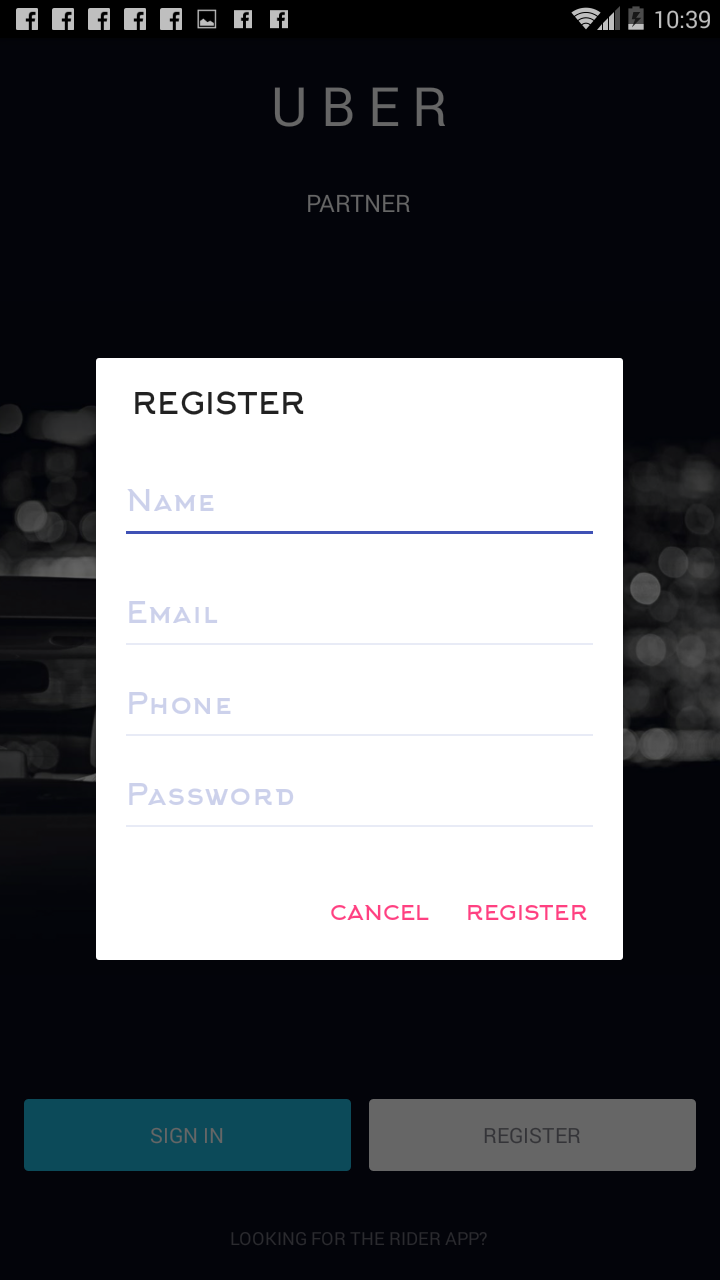 10:39
UBER
PARTNER
REGISTER
Name
Email
Phone
Password
CANCEL REGISTER
SIGN IN REGISTER
LOOKING FOR THE RIDER APP?